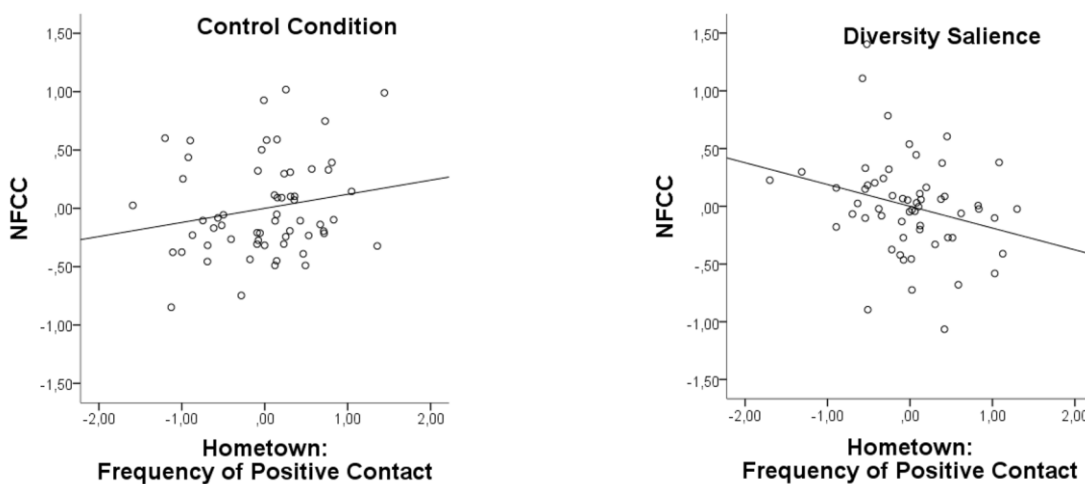 Control Condition
1,50
1,00
,50
,00
-,50
-1,00
-1,50
NFCC
-2,00 -1,00 ,00 1,00 2,00
Hometown:
Frequency of Positive Contact
Diversity Salience
1,50
1,00
,50
,00
-,50
-1,00
-1,50
NFCC
-2,00 -1,00 ,00 1,00 2,00
Hometown:
Frequency of Positive Contact